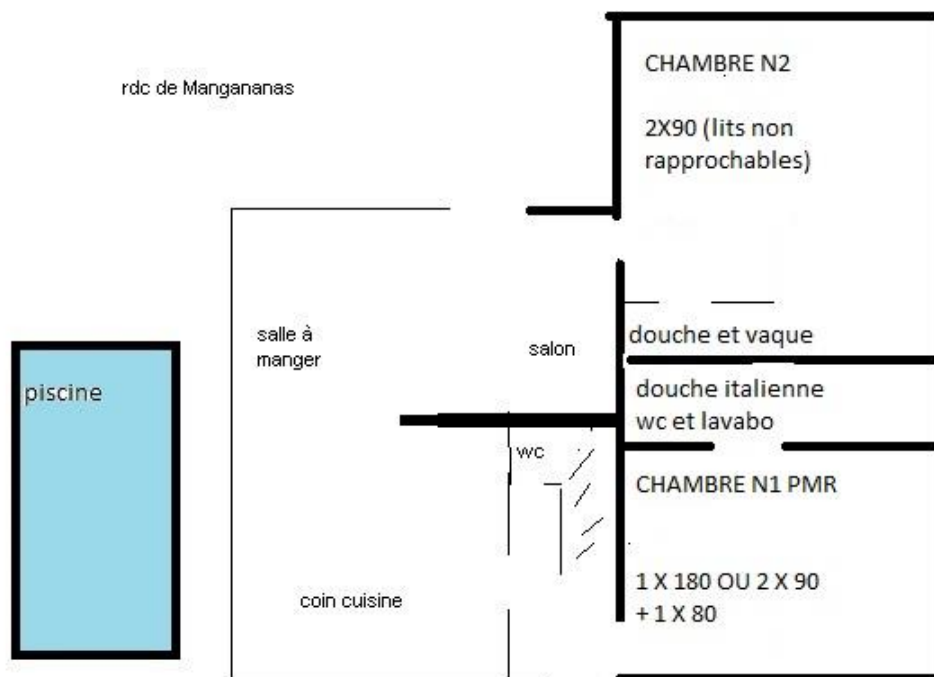 rdc de Mangananas
CHAMBRE N2
2X90 (lits non
rapprochables)
salle à
manger
salon
douche et vaque
piscine
douche italienne
wc et lavabo
wc
CHAMBRE N1 PMR
coin cuisine
1 X 180 OU 2 X 90
+ 1 X 80